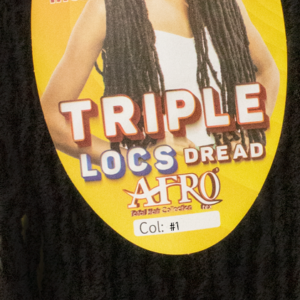 TRIPLE
LOCS DREAD
AFRO
Col: #1